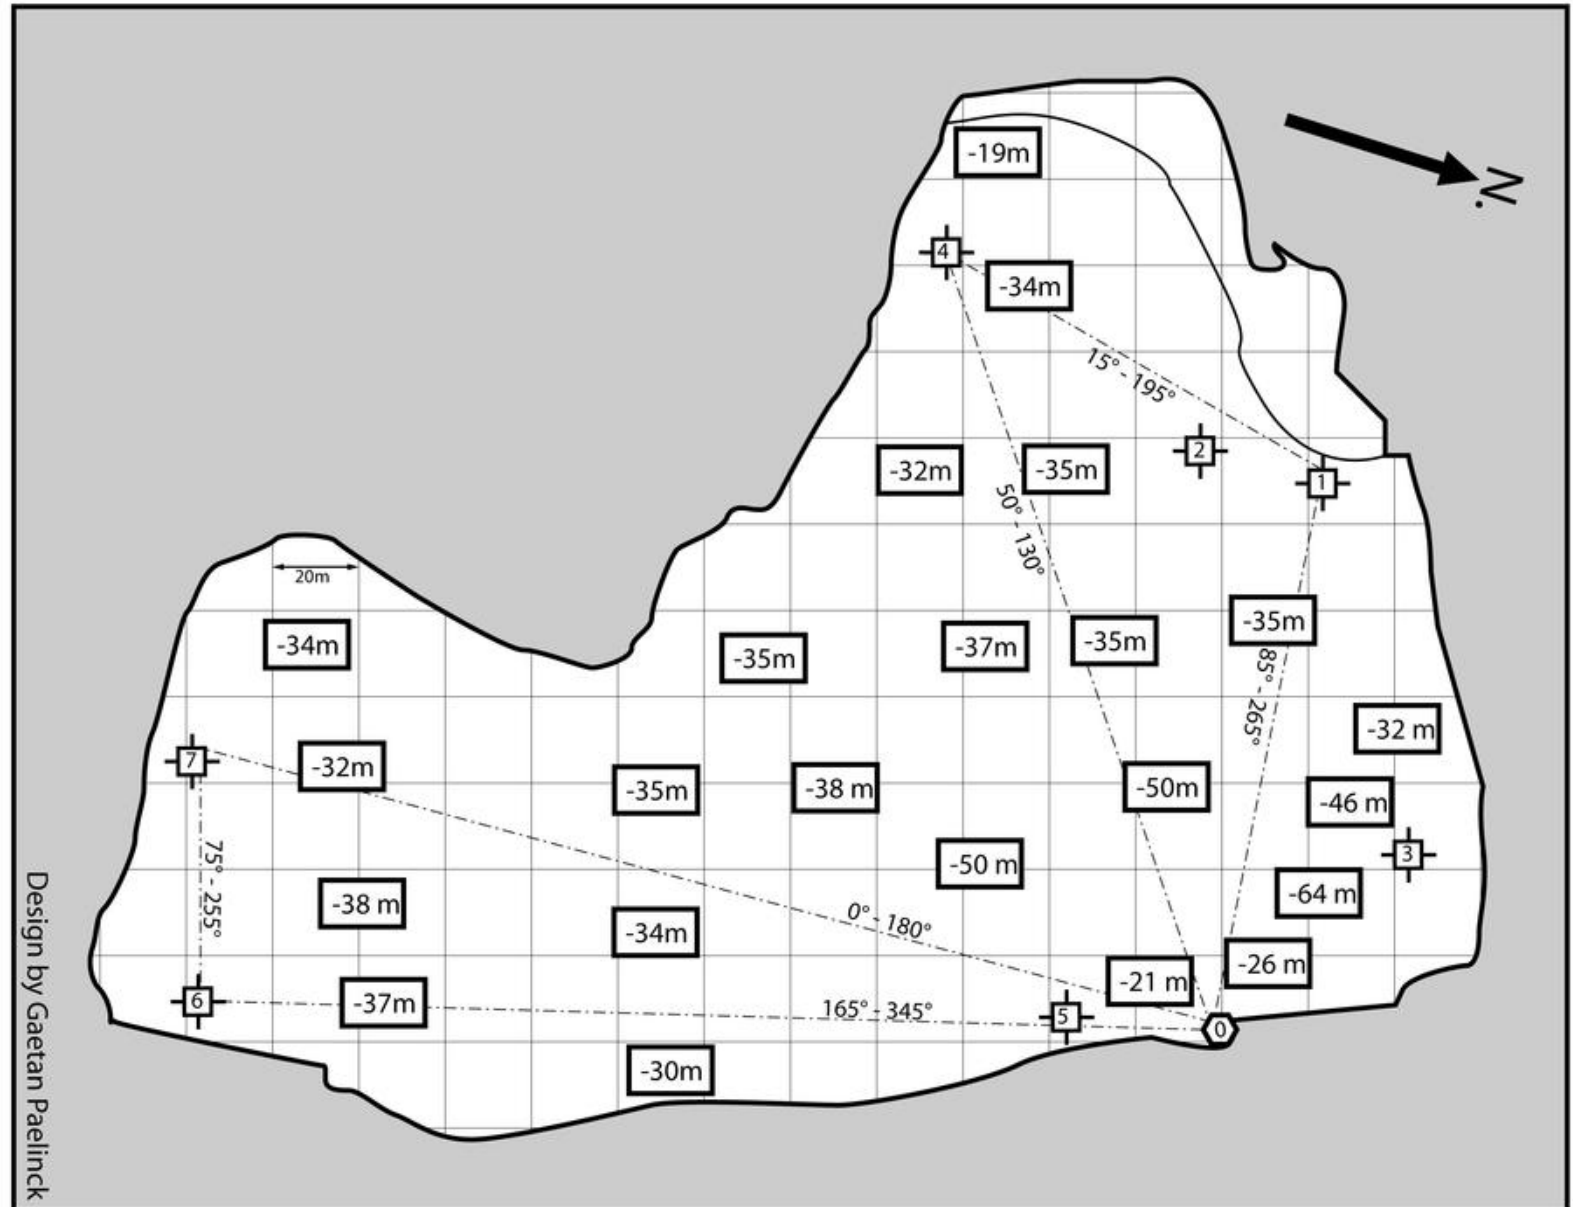 -19m
N.
4
-34m
15° - 195°
2
-32m
-35m
1
50° - 130°
20m
-34m
-35m
-37m
-35m
-35m
85° - 265°
-32 m
7
-32m
-35m
-38 m
-50m
-46 m
3
75° - 255°
-50 m
-64 m
-38 m
0° - 180°
-34m
-21 m
-26 m
6
-37m
165° - 345°
5
0
-30m
Design by Gaetan Paelinck